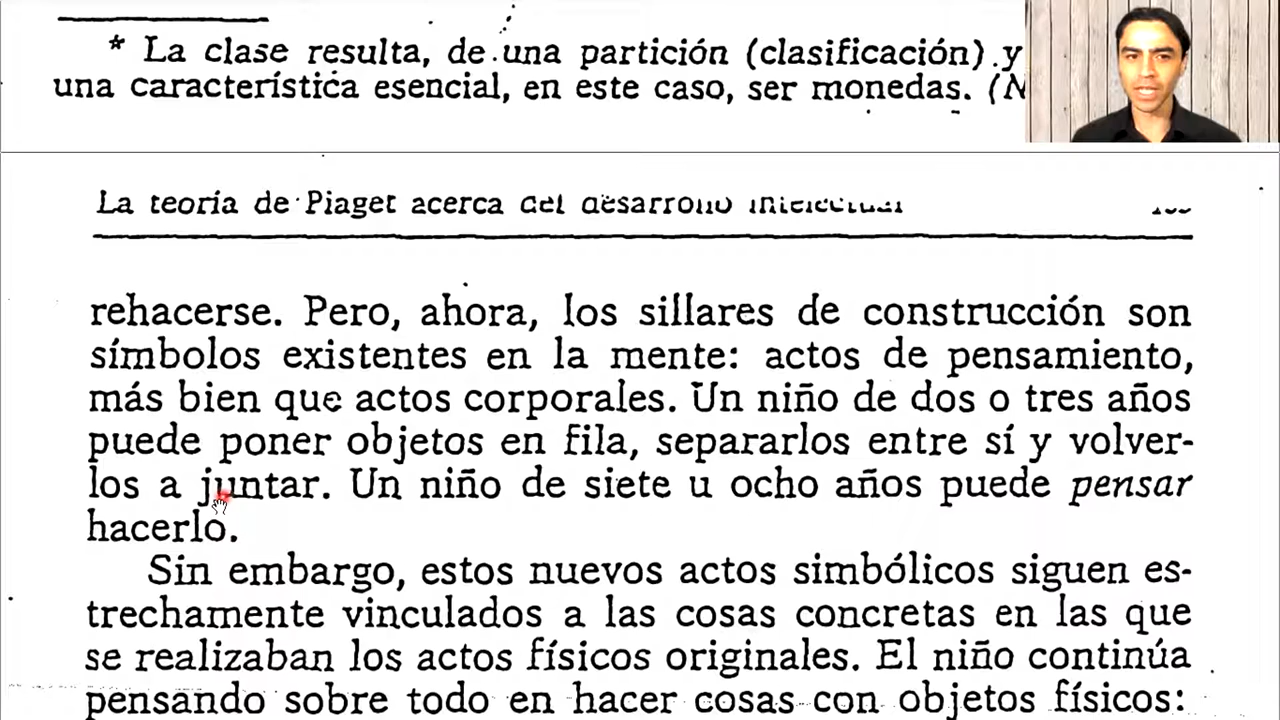 * La clase resulta, de una partición (clasificación) y
una característica esencial, en este caso, ser monedas. (N
La teoría de Piaget acerca del desarrollo intelectual
rehacerse. Pero, ahora, los sillares de construcción son
símbolos existentes en la mente: actos de pensamiento,
más bien que actos corporales. Un niño de dos o tres años
puede poner objetos en fila, separarlos entre sí y volver-
los a juntar. Un niño de siete u ocho años puede pensar
hacerlo.
Sin embargo, estos nuevos actos simbólicos siguen es-
trechamente vinculados a las cosas concretas en las que
se realizaban los actos físicos originales. El niño continúa
pensando sobre todo en hacer cosas con objetos físicos: